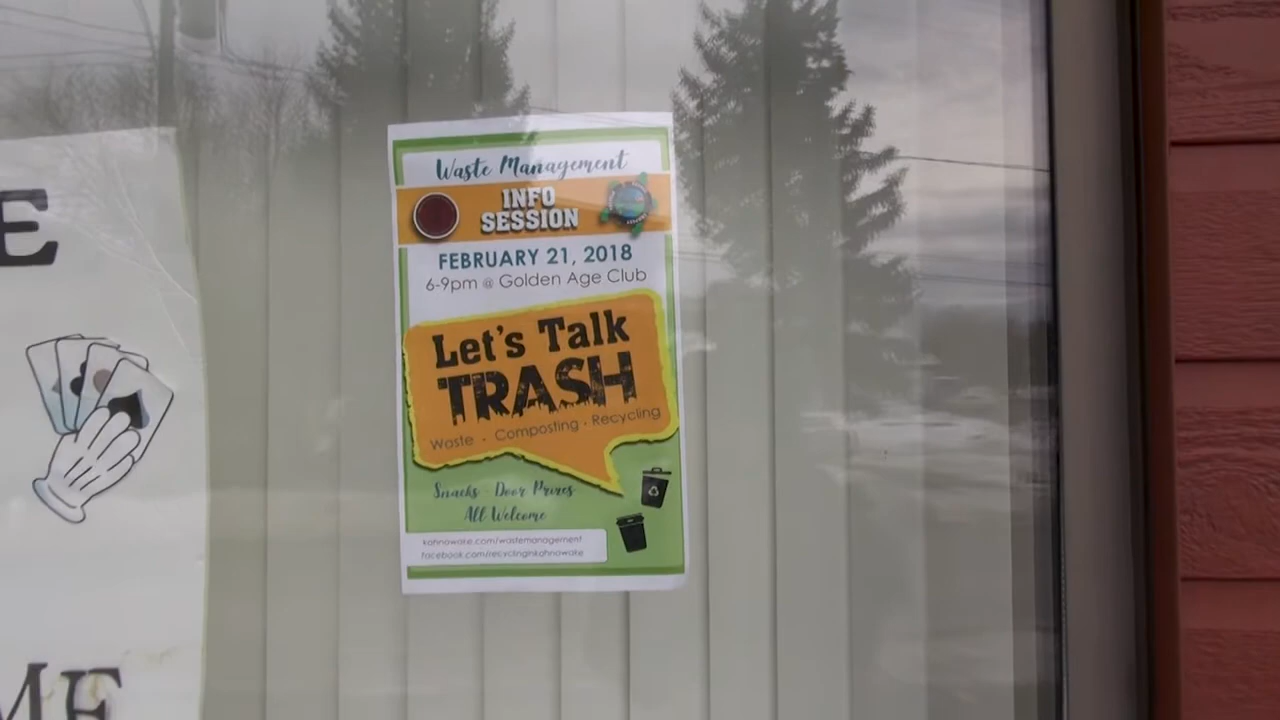 E
Waste Management
INFO
SESSION
FEBRUARY 21, 2018
6-9pm @ Golden Age Club
Let's Talk
TRASH
Waste · Composting · Recycling
Snacks · Door Prizes
All Welcome
kahnawake.com/wastemanagement
facebook.com/recyclinginkahnawake
ME